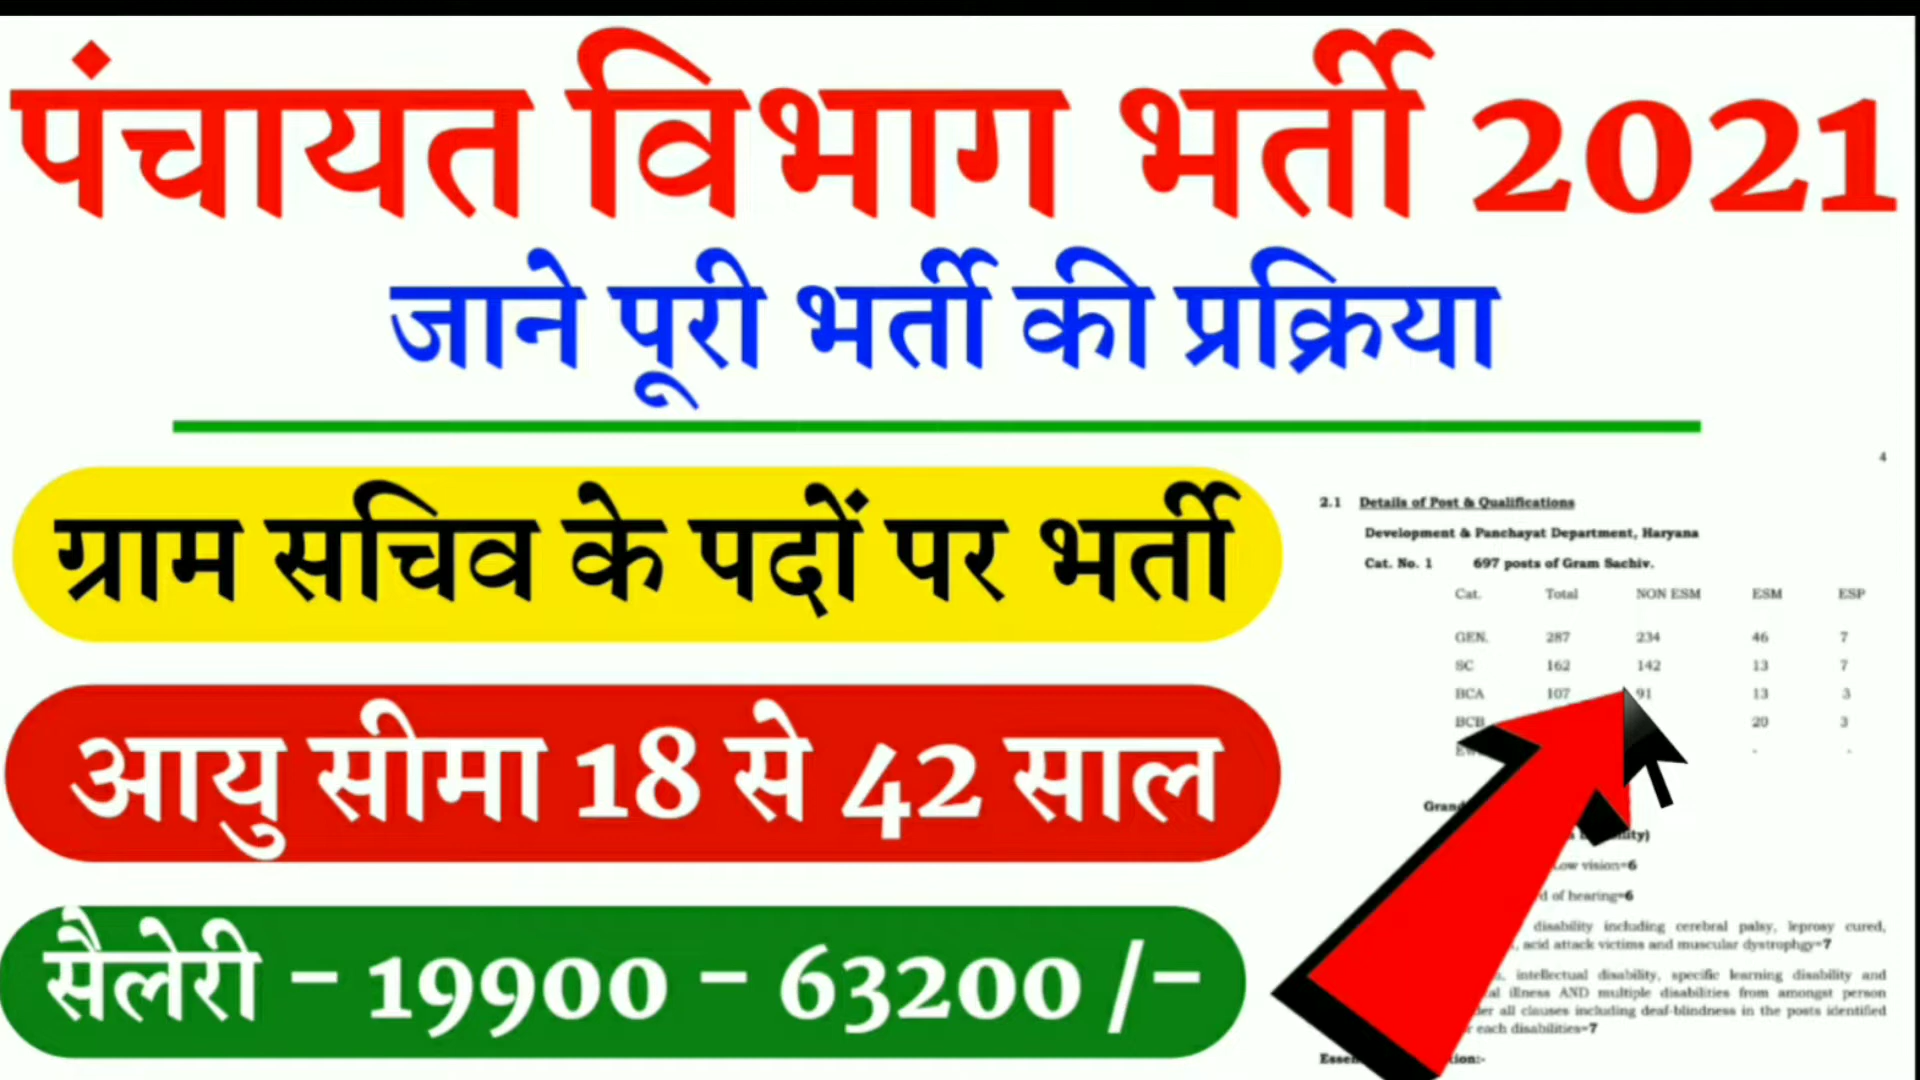 पंचायत विभाग भर्ती 2021
जाने पूरी भर्ती की प्रक्रिया
ग्राम सचिव के पदों पर भर्ती
आयु सीमा 18 से 42 साल
सैलेरी - 19900 - 63200 /-
4
2.1 Details of Post & Qualifications
Development & Panchayat Department, Haryana
Cat. No. 1 697 posts of Gram Sachiv.
Cat. Total NON ESM ESM ESP
GEN. 287 234 46 7
SC 162 142 13 7
BCA 107 91 13 3
BCB 20 3
- -
Low vision=6
of hearing=6
disability including cerebral palsy, leprosy cured,
acid attack victims and muscular dystrophgy=7
intellectual disability, specific learning disability and
illness AND multiple disabilities from amongst person
all clauses including deaf-blindness in the posts identified
each disabilities=7